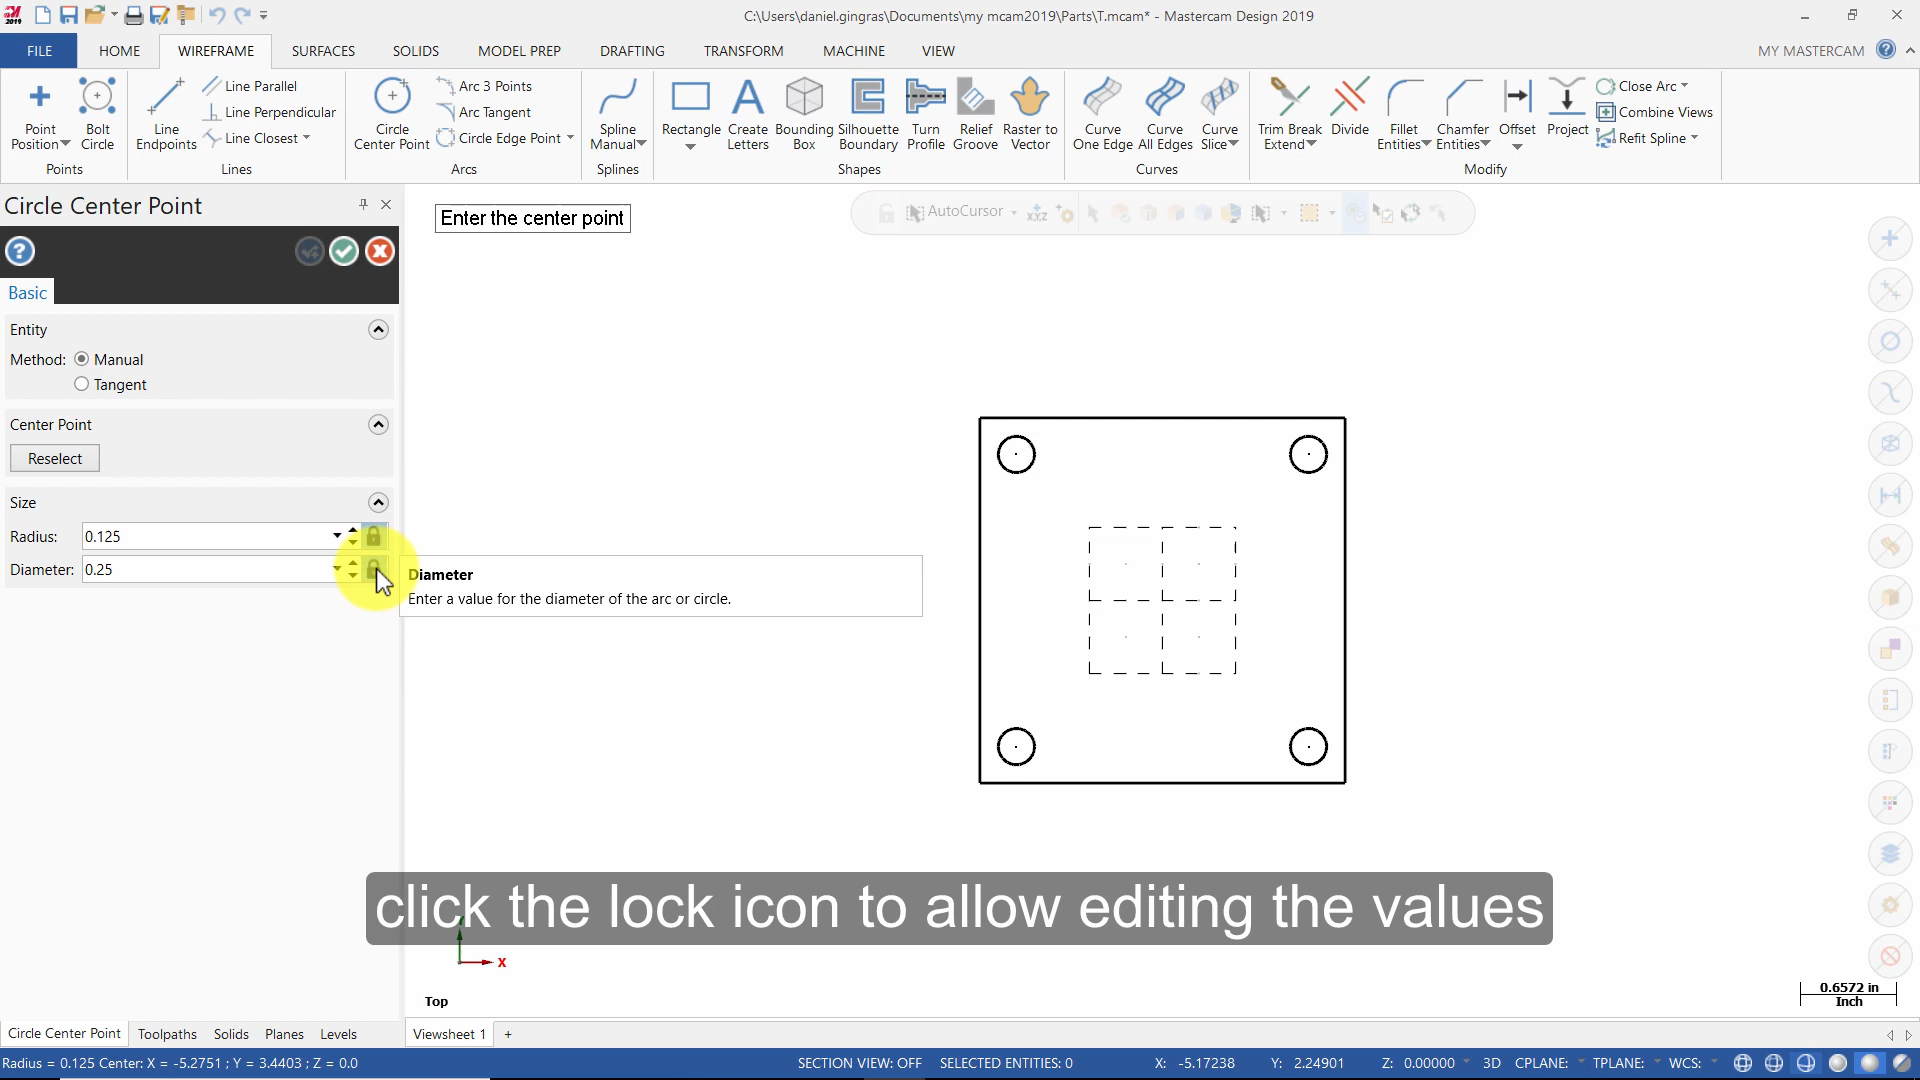 2019
C:\Users\daniel.gingras\Documents\my mcam2019\Parts\T.mcam* - Mastercam Design 2019
FILE HOME WIREFRAME SURFACES SOLIDS MODEL PREP DRAFTING TRANSFORM MACHINE VIEW MY MASTERCAM
Point Position
Bolt Circle
Points
Line Endpoints
Line Parallel
Line Perpendicular
Line Closest
Lines
Circle Center Point
Arc 3 Points
Arc Tangent
Circle Edge Point
Arcs
Spline Manual
Splines
Rectangle
Create Letters
Bounding Box
Silhouette Boundary
Turn Profile
Relief Groove
Raster to Vector
Shapes
Curve One Edge
Curve All Edges
Curve Slice
Curves
Trim Break Extend
Divide
Fillet Entities
Chamfer Entities
Offset
Project
Close Arc
Combine Views
Refit Spline
Modify
Circle Center Point
Basic
Entity
Method: Manual
Tangent
Center Point
Reselect
Size
Radius: 0.125
Diameter: 0.25
Enter the center point
AutoCursor
Diameter
Enter a value for the diameter of the arc or circle.
click the lock icon to allow editing the values
X
Top
0.6572 in
Inch
Circle Center Point Toolpaths Solids Planes Levels
Viewsheet 1 +
Radius = 0.125 Center: X = -5.2751 ; Y = 3.4403 ; Z = 0.0
SECTION VIEW: OFF SELECTED ENTITIES: 0 X: -5.17238 Y: 2.24901 Z: 0.00000 3D CPLANE: TPLANE: WCS: